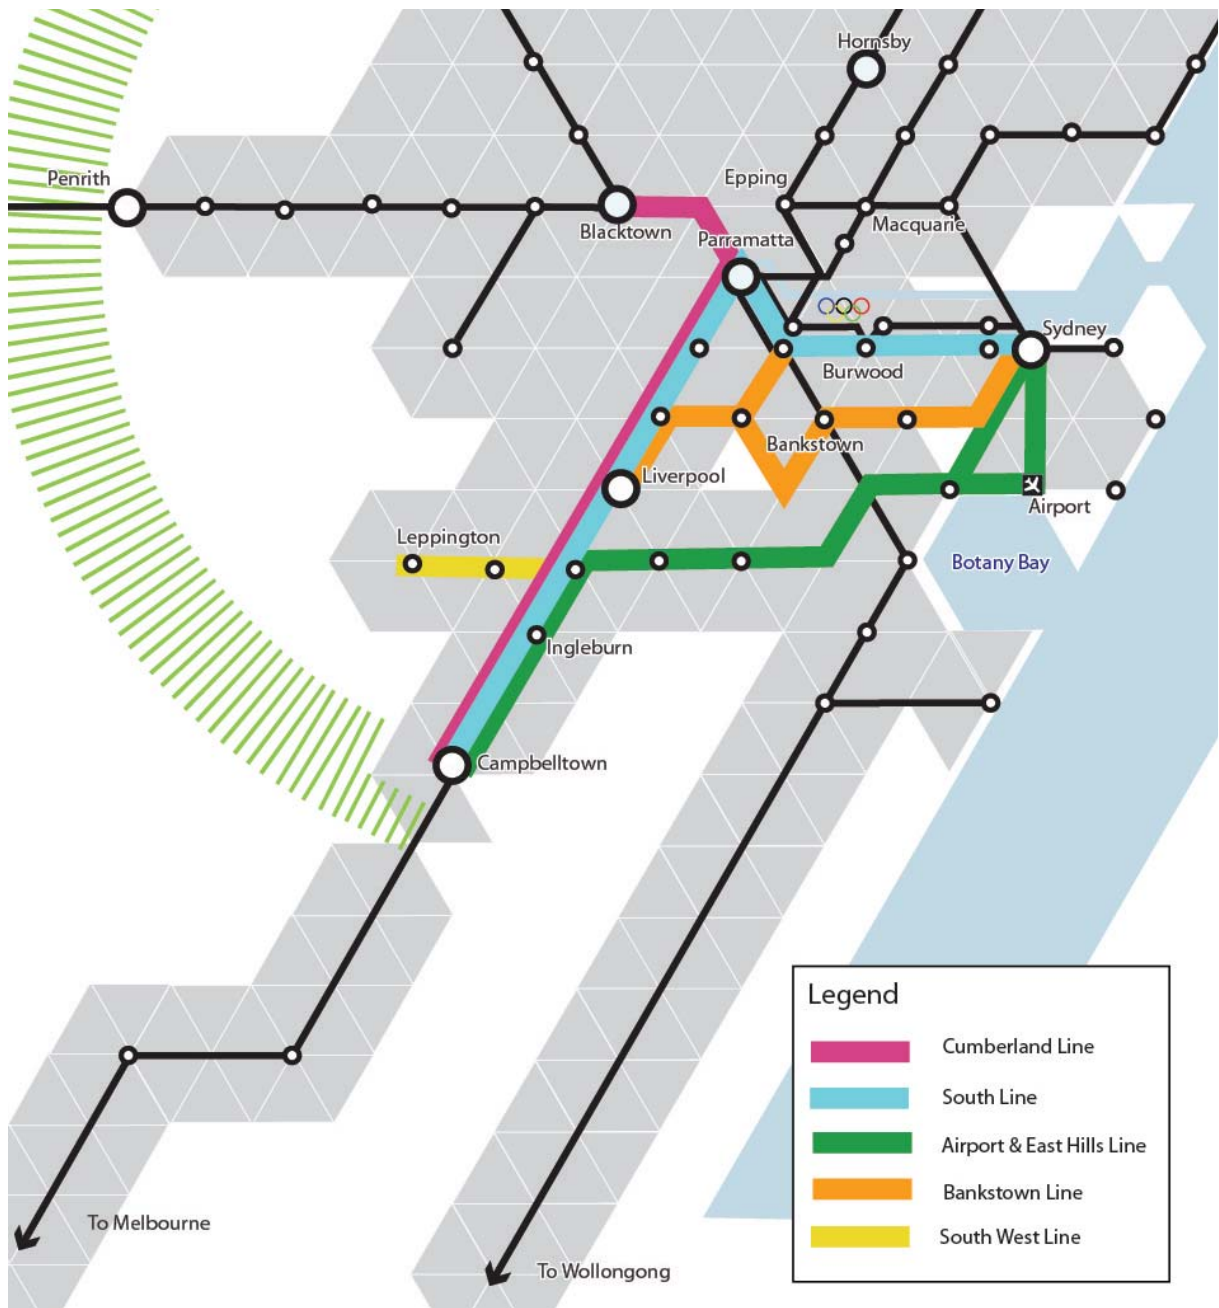 Hornsby
Penrith
Epping
Blacktown
Macquarie
Parramatta
Sydney
Burwood
Bankstown
Liverpool
Airport
Leppington
Botany Bay
Ingleburn
Campbelltown
Legend
Cumberland Line
South Line
Airport & East Hills Line
Bankstown Line
South West Line
To Melbourne
To Wollongong